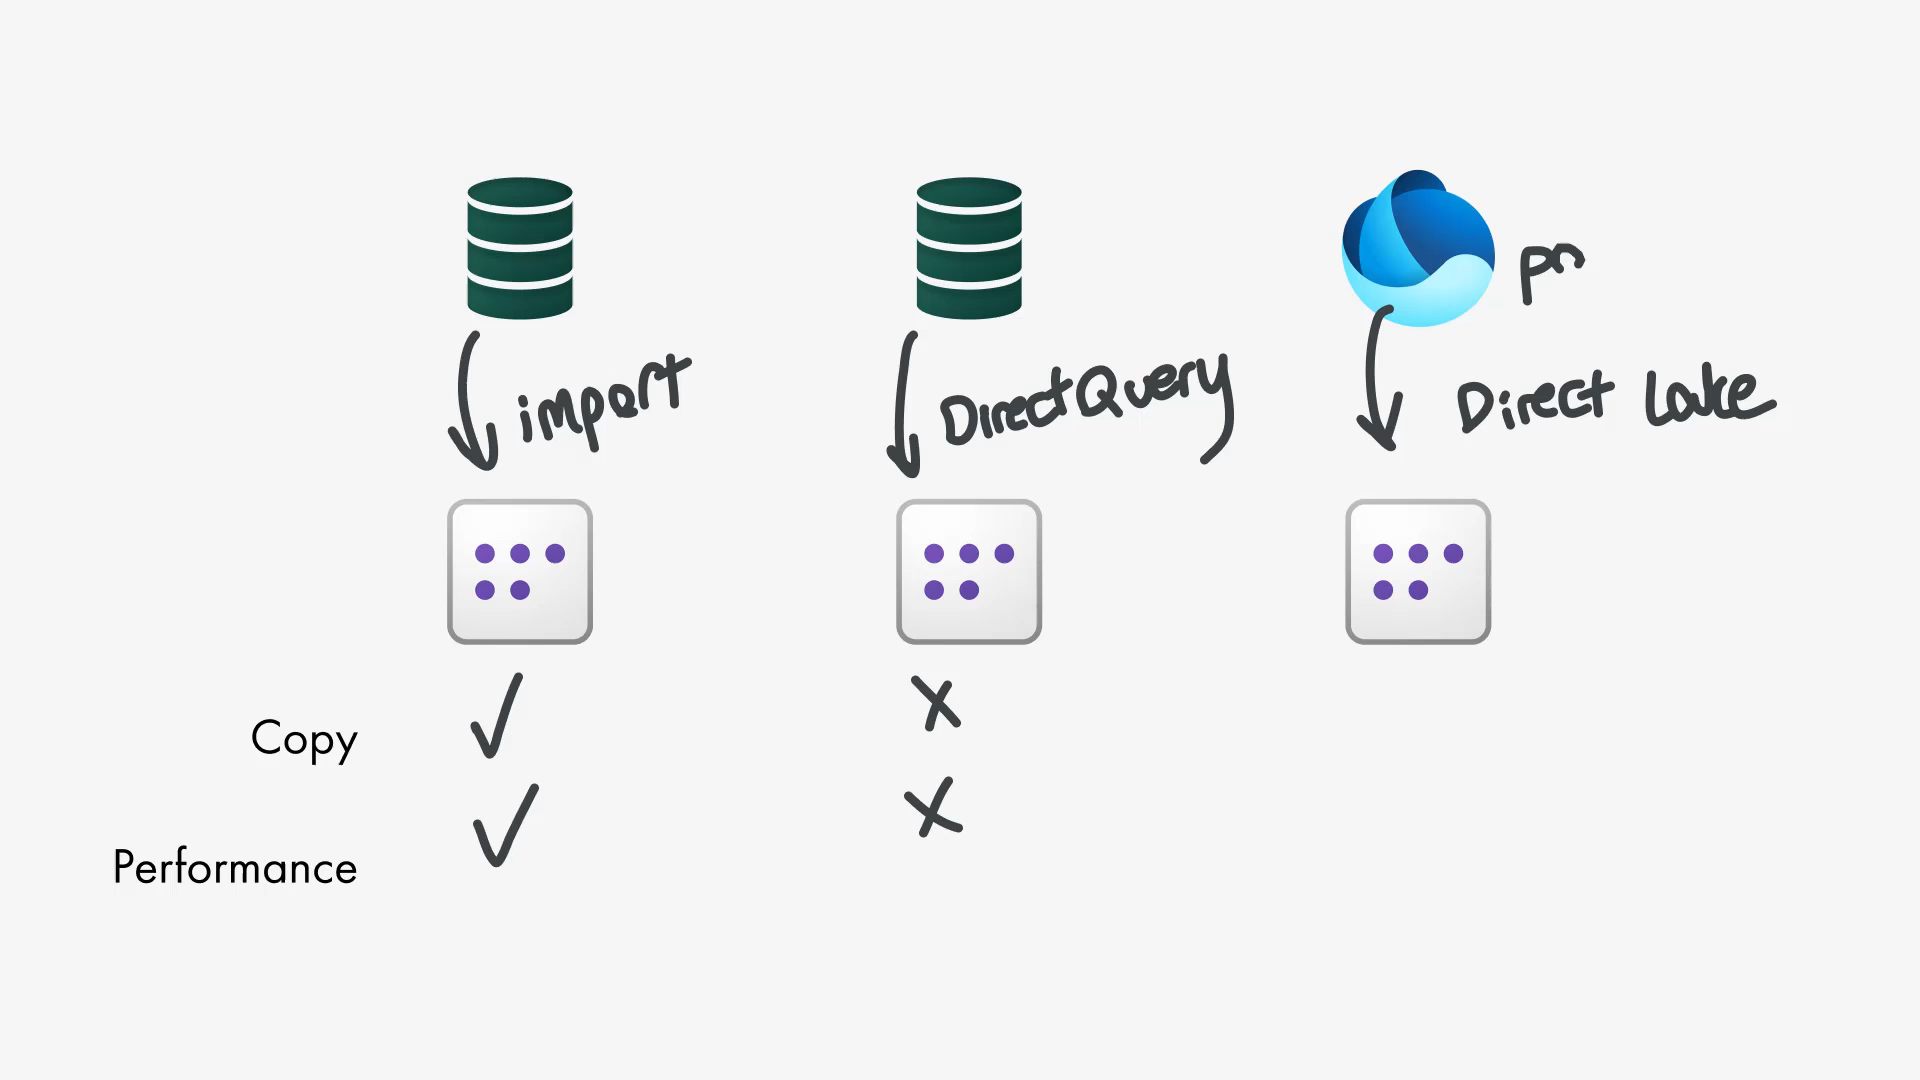 import
DirectQuery
Direct Lake
Copy
Performance